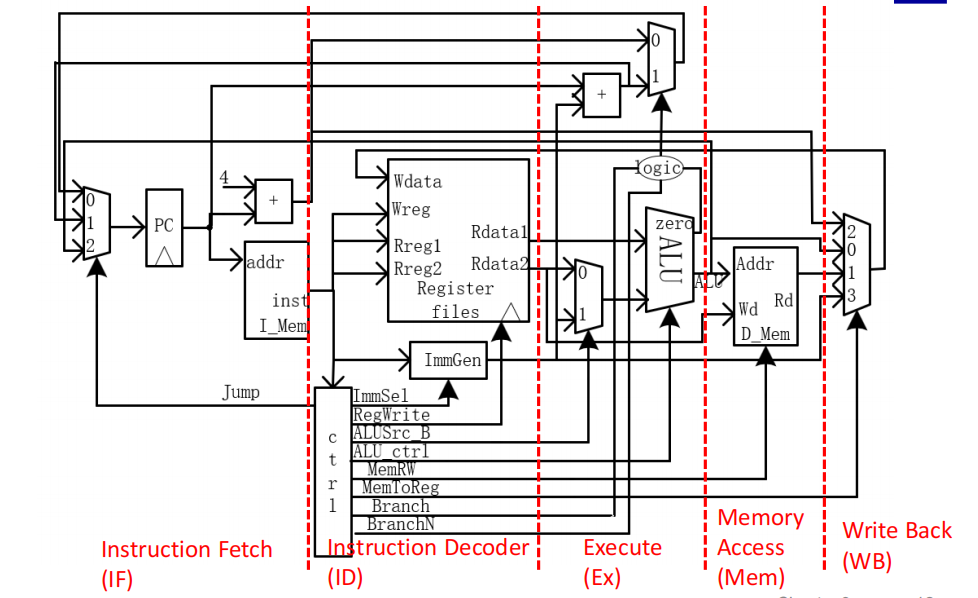 0
1
+
logic
Wdata
4
0
1
2
PC
+
Wreg
Rdata1
zero
ALU
2
0
1
3
addr
Rreg1
Rreg2
Rdata2
0
1
ALU
Addr
inst
I_Mem
Register
files
Wd
Rd
D_Mem
ImmGen
Jump
ctrl
ImmSel
RegWrite
ALUSrc_B
ALU_ctrl
MemRW
MemToReg
Branch
BranchN
Instruction Fetch
(IF)
Instruction Decoder
(ID)
Execute
(Ex)
Memory
Access
(Mem)
Write Back
(WB)